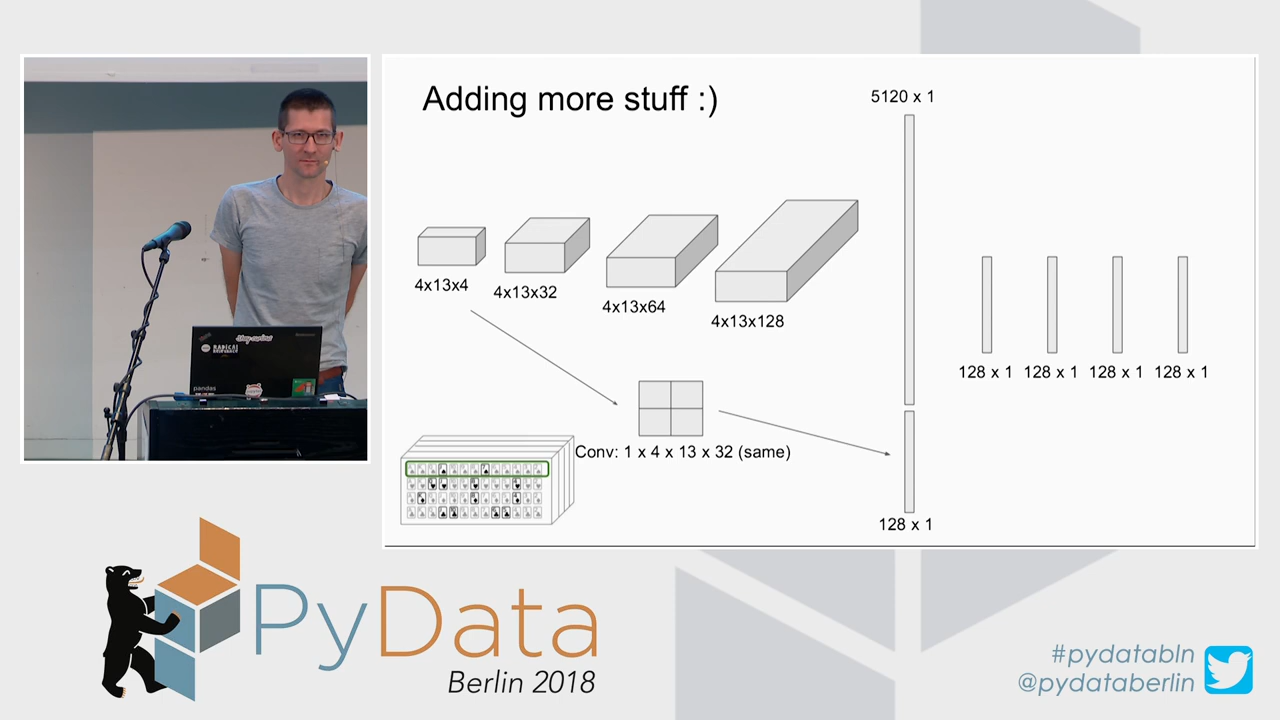 Adding more stuff :)
5120 x 1
4x13x4
4x13x32
4x13x64
4x13x128
128 x 1
128 x 1
128 x 1
128 x 1
Conv: 1 x 4 x 13 x 32 (same)
128 x 1
pandas
PyData
Berlin 2018
#pydatabln
@pydataberlin